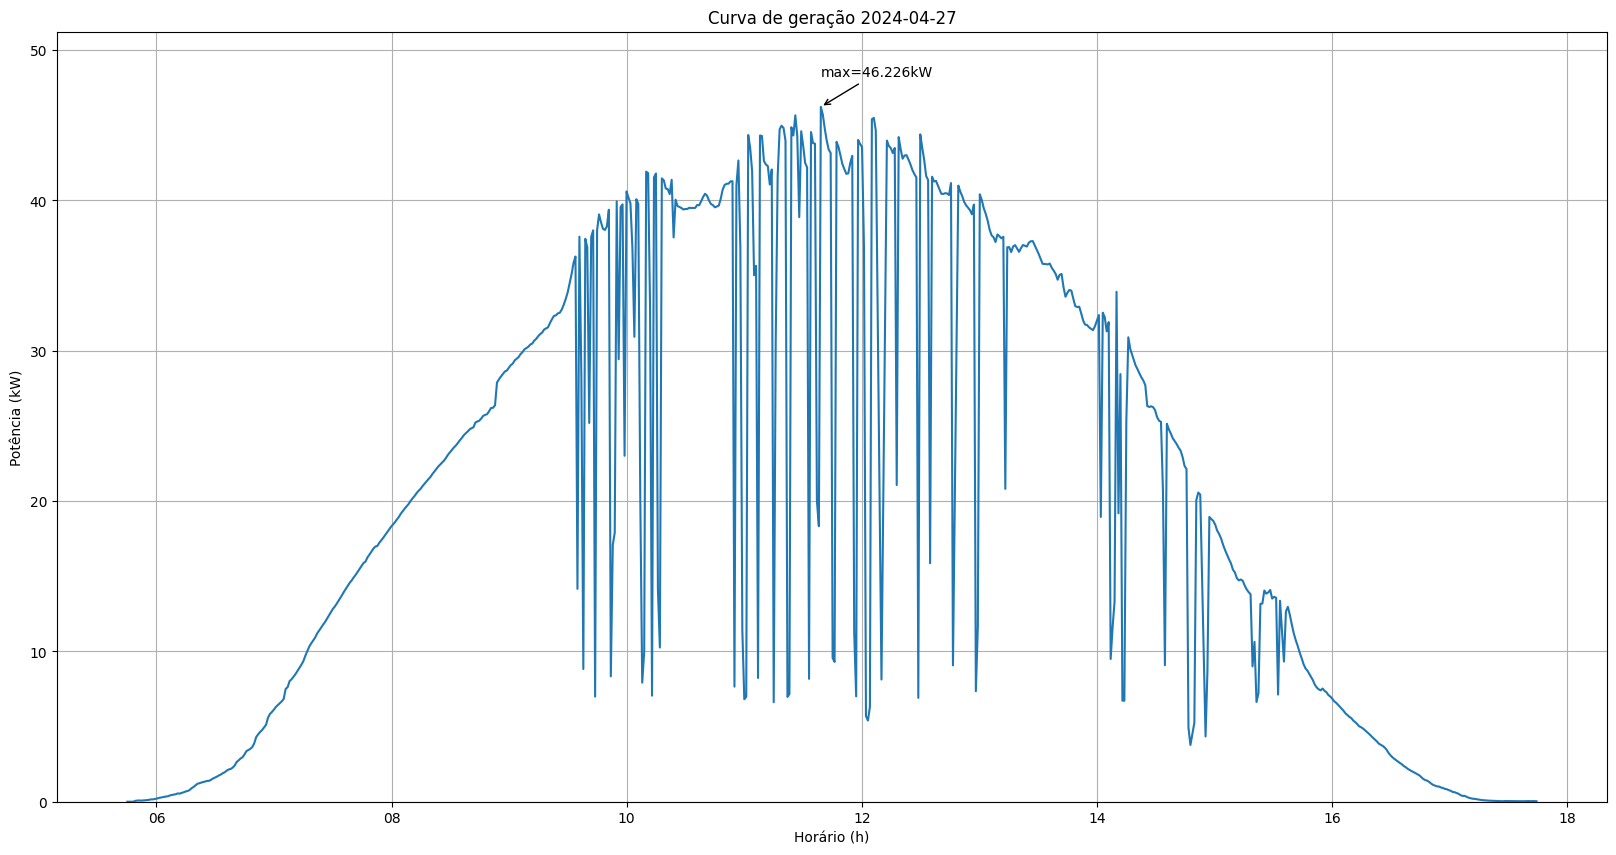 Curva de geração 2024-04-27
50
max=46.226kW
40
30
Potência (kW)
20
10
0
06 08 10 12 14 16 18
Horário (h)